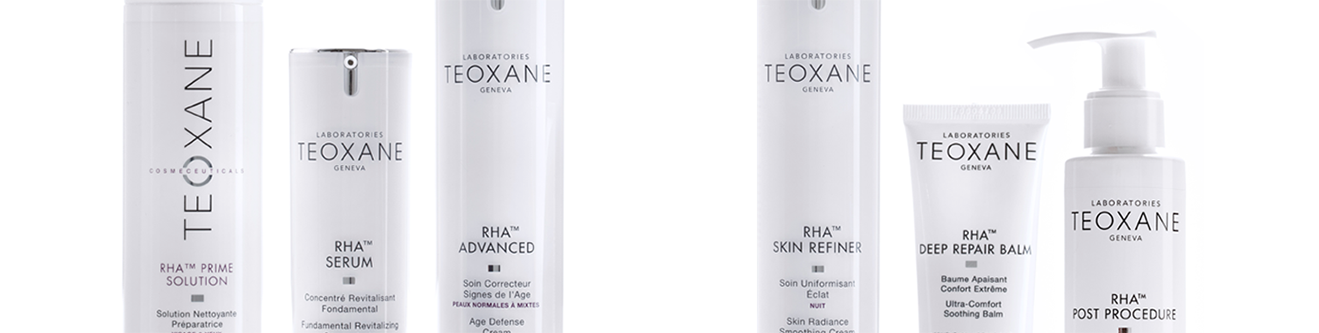 TEOXANE
COSMECEUTICALS
RHA™ PRIME
SOLUTION
Solution Nettoyante
Préparatrice
LABORATORIES
TEOXANE
GENEVA
RHA™
SERUM
Concentré Revitalisant
Fondamental
Fundamental Revitalizing
LABORATORIES
TEOXANE
GENEVA
RHA™
ADVANCED
Soin Correcteur
Signes de l'Age
PEAUX NORMALES À MIXTES
Age Defense
Cream
LABORATORIES
TEOXANE
GENEVA
RHA™
SKIN REFINER
Soin Uniformisant
Éclat
NUIT
Skin Radiance
Smoothing Cream
LABORATORIES
TEOXANE
GENEVA
RHA™
DEEP REPAIR BALM
Baume Apaisant
Confort Extrême
Ultra-Comfort
Soothing Balm
LABORATORIES
TEOXANE
GENEVA
RHA™
POST PROCEDURE